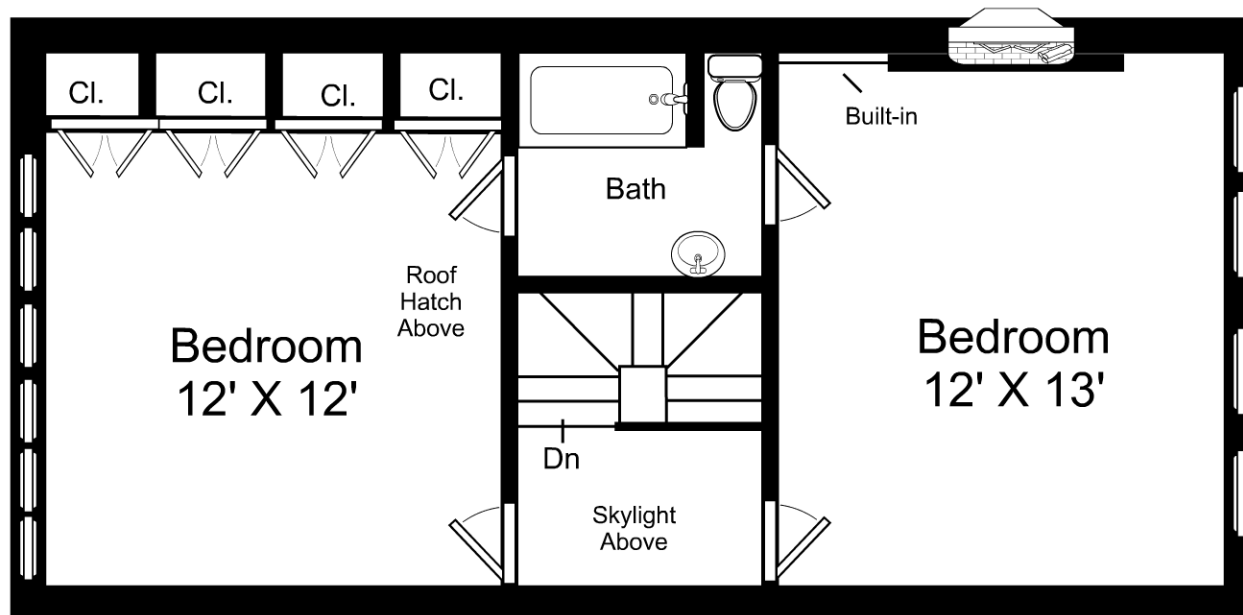 Cl.
Cl.
Cl.
Cl.
Built-in
Bath
Roof
Hatch
Above
Bedroom
12' X 12'
Bedroom
12' X 13'
Dn
Skylight
Above